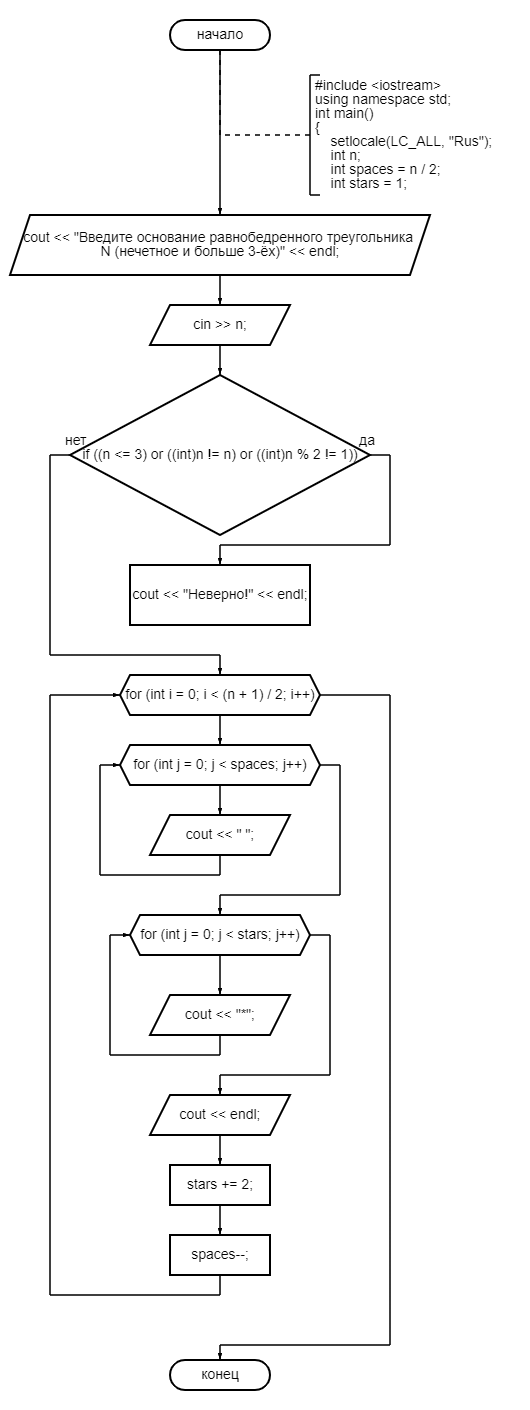 начало
#include <iostream>
using namespace std;
int main()
{
setlocale(LC_ALL, "Rus");
int n;
int spaces = n / 2;
int stars = 1;
cout << "Введите основание равнобедренного треугольника
N (нечетное и больше 3-ёх)" << endl;
cin >> n;
нет
да
if ((n <= 3) or ((int)n != n) or ((int)n % 2 != 1))
cout << "Неверно!" << endl;
for (int i = 0; i < (n + 1) / 2; i++)
for (int j = 0; j < spaces; j++)
cout << " ";
for (int j = 0; j < stars; j++)
cout << "*";
cout << endl;
stars += 2;
spaces--;
конец